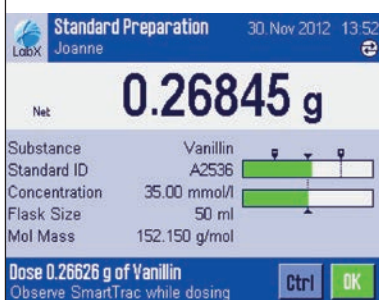 Standard Preparation 30. Nov 2012 13:52
LabX Joanne
Net 0.26845 g
Substance Vanillin
Standard ID A2536
Concentration 35.00 mmol/l
Flask Size 50 ml
Mol Mass 152.150 g/mol
Dose 0.26626 g of Vanillin
Observe SmartTrac while dosing
Ctrl OK